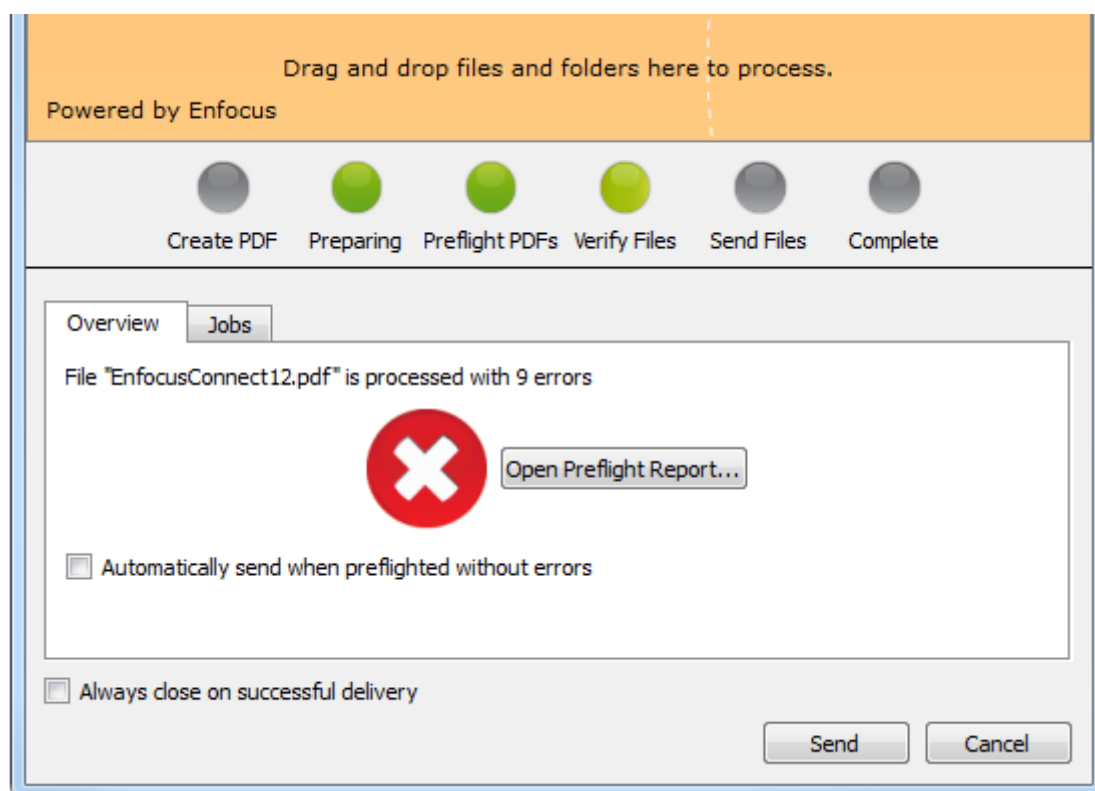 Drag and drop files and folders here to process.
Powered by Enfocus
Create PDF Preparing Preflight PDFs Verify Files Send Files Complete
Overview Jobs
File "EnfocusConnect12.pdf" is processed with 9 errors
Open Preflight Report...
Automatically send when preflighted without errors
Always close on successful delivery
Send Cancel